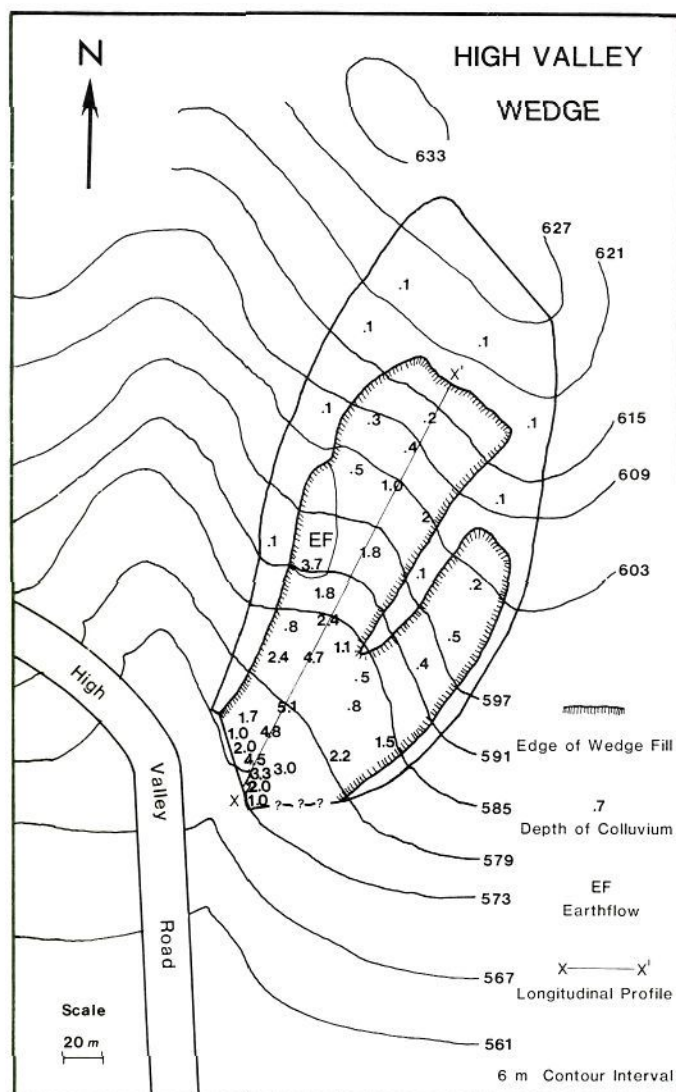 N
HIGH VALLEY
WEDGE
633
627
621
.1
.1
.1
X'
.1
.3
.2
.1
615
.4
.5
609
1.0
.1
.2
EF
.1
1.8
603
3.7
.1
1.8
.2
.8
2.4
.5
1.1
2.4
4.7
.4
High
.5
597
5.1
.8
1.7
Edge of Wedge Fill
1.0
4.8
591
2.0
1.5
2.2
4.5
3.3
3.0
585
.7
Valley
2.0
Depth of Colluvium
X
1.0
?-?-?
579
573
EF
Earthflow
Road
567
X
X'
Longitudinal Profile
Scale
20 m
561
6 m Contour Interval